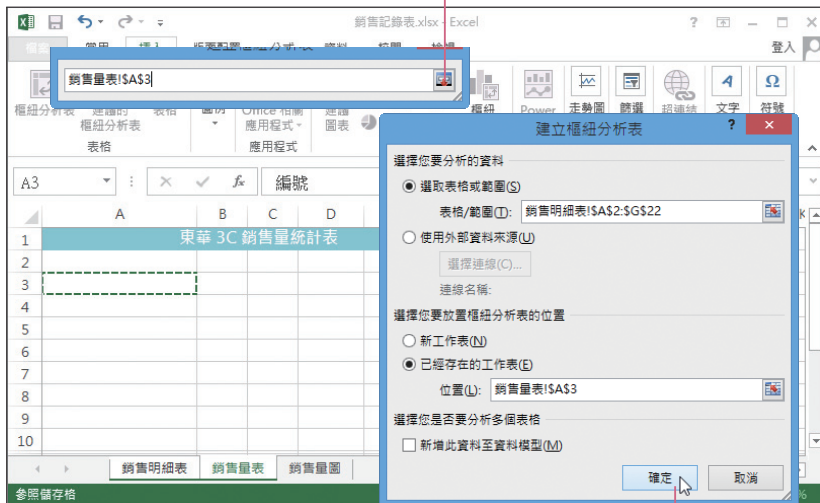 銷售記錄表.xlsx - Excel
?
登入
銷售量表!$A$3
樞紐分析表
建議的
樞紐分析表
表格
Office 相關
應用程式
建議
圖表
樞紐
Power
走勢圖
篩選
超連結
文字
符號
表格
應用程式
A3
fx
編號
A B C D
K
1 東華 3C 銷售量統計表
2
3
4
5
6
7
8
9
10
銷售明細表 銷售量表 銷售量圖
參照儲存格
%
建立樞紐分析表
?
選擇您要分析的資料
選取表格或範圍(S)
表格/範圍(T): 銷售明細表!$A$2:$G$22
使用外部資料來源(U)
選擇連線(C)...
連線名稱:
選擇您要放置樞紐分析表的位置
新工作表(N)
已經存在的工作表(E)
位置(L): 銷售量表!$A$3
選擇您是否要分析多個表格
新增此資料至資料模型(M)
確定 取消